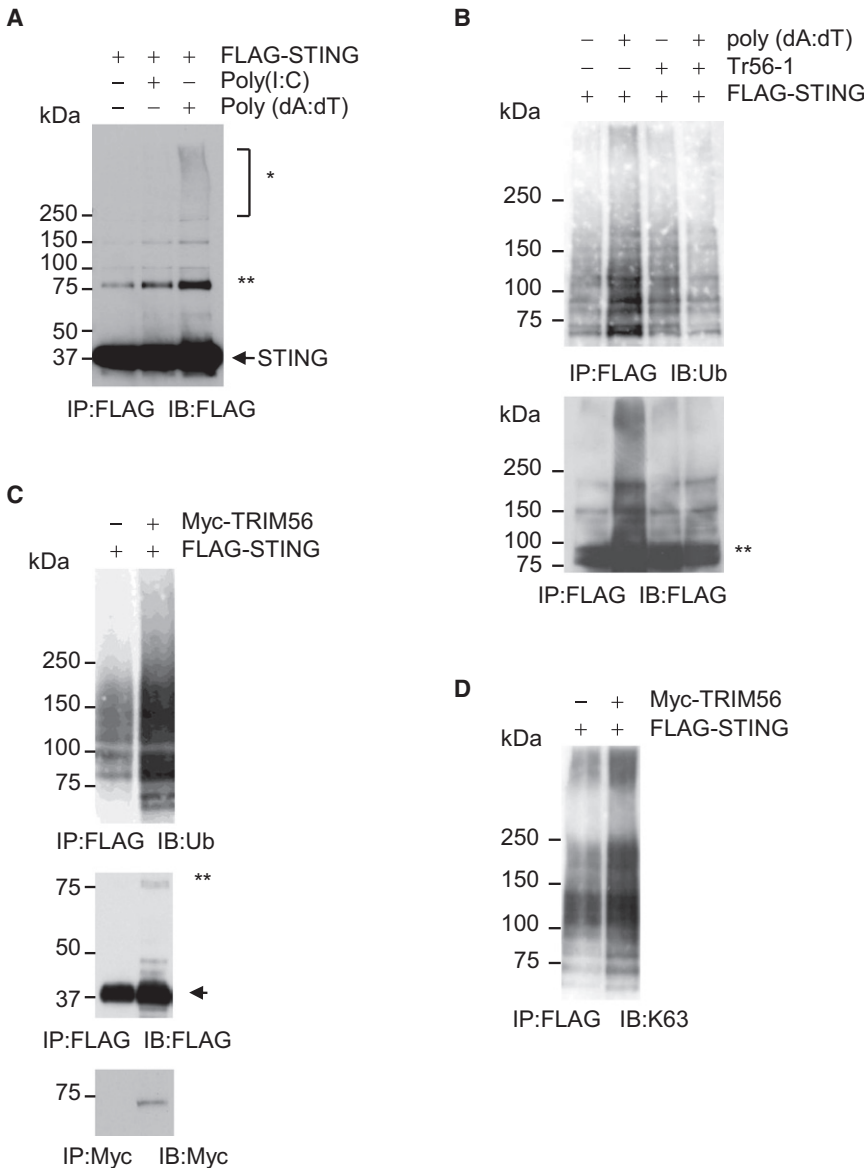 A
+ + + FLAG-STING
– + – Poly(I:C)
– – + Poly (dA:dT)
kDa
250
150
100
75
50
37
*
**
STING
IP:FLAG IB:FLAG
B
– + – + poly (dA:dT)
– – + + Tr56-1
+ + + + FLAG-STING
kDa
250
150
100
75
IP:FLAG IB:Ub
kDa
250
150
100
75
**
IP:FLAG IB:FLAG
C
– + Myc-TRIM56
+ + FLAG-STING
kDa
250
150
100
75
IP:FLAG IB:Ub
75
50
37
**
IP:FLAG IB:FLAG
75
IP:Myc IB:Myc
D
– + Myc-TRIM56
+ + FLAG-STING
kDa
250
150
100
75
IP:FLAG IB:K63